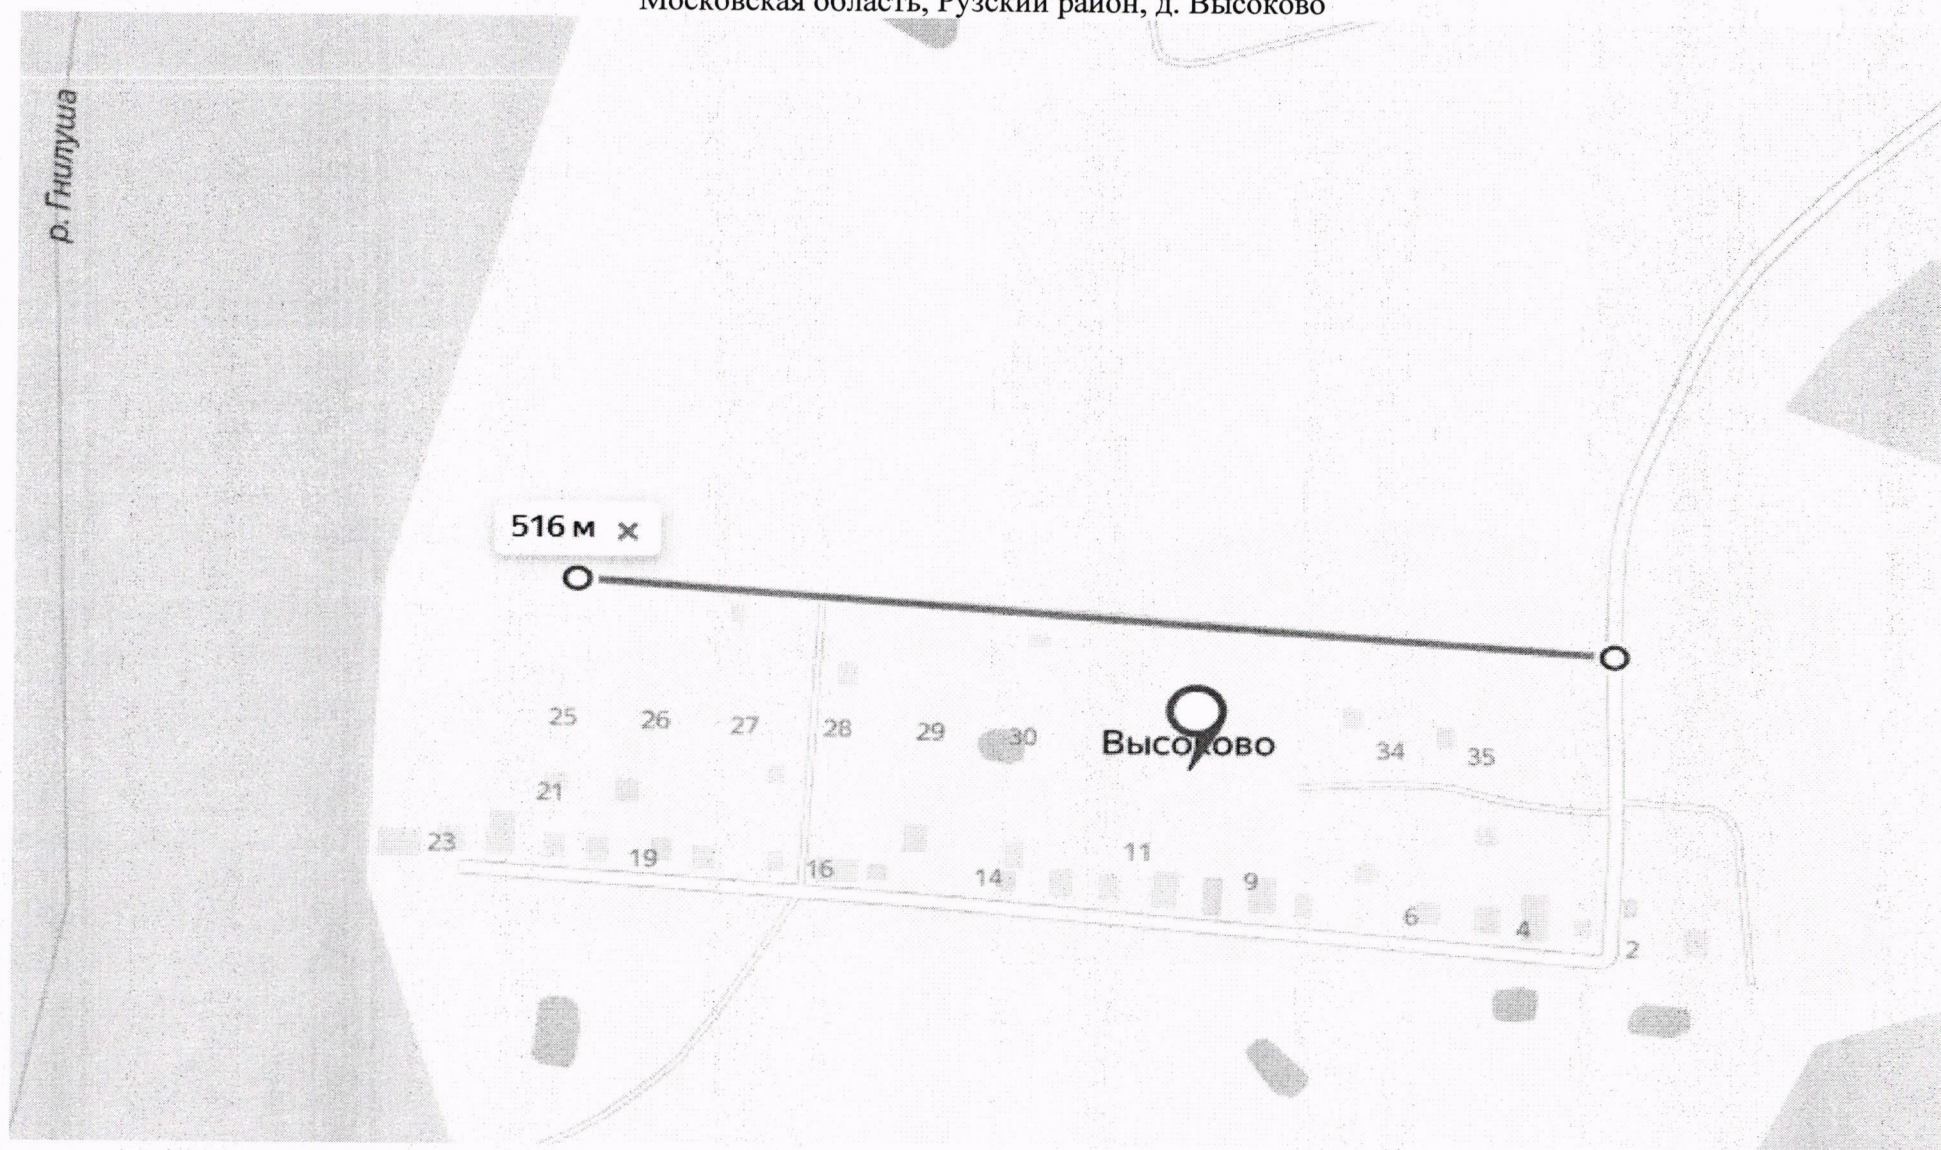 Московская область, Рузский район, д. Высоково
р. Гнилуша
516 м ×
25 26 27 28 29 30
Высоково
34 35
21
23
19
16
14
11
9
6
4
2